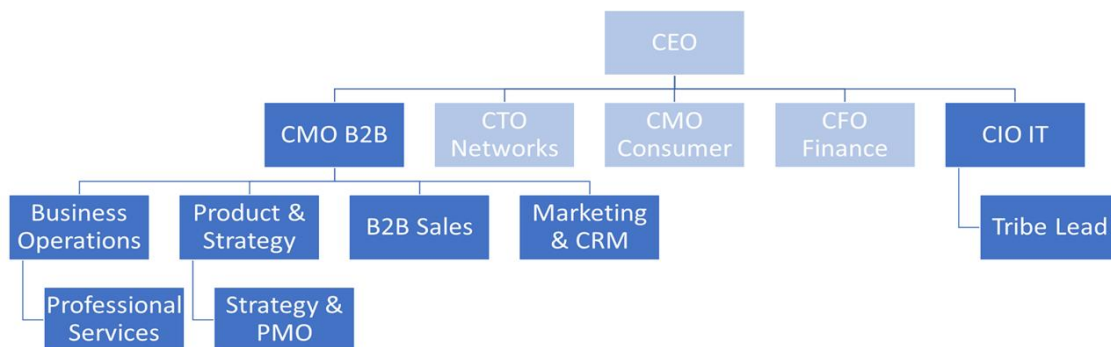 CEO
CMO B2B
CTO
Networks
CMO
Consumer
CFO
Finance
CIO IT
Business
Operations
Product &
Strategy
B2B Sales
Marketing
& CRM
Tribe Lead
Professional
Services
Strategy &
PMO